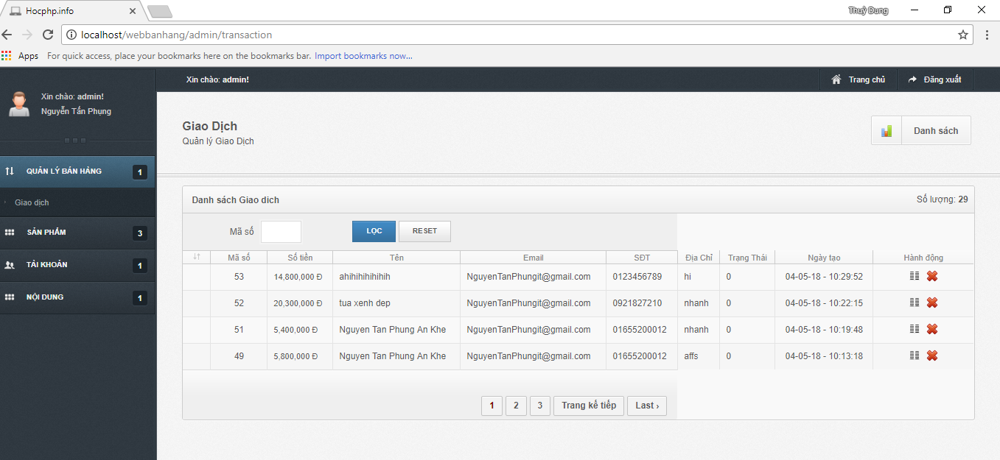 Hocphp.info
Thuỳ Dung
localhost/webbanhang/admin/transaction
Apps For quick access, place your bookmarks here on the bookmarks bar. Import bookmarks now...
Xin chào: admin!
Nguyễn Tấn Phụng
Xin chào: admin! Trang chủ Đăng xuất
Giao Dịch
Quản lý Giao Dịch
Danh sách
QUẢN LÝ BÁN HÀNG 1
Giao dịch
SẢN PHẨM 3
TÀI KHOẢN 1
NỘI DUNG 1
Danh sách Giao dich Số lượng: 29
Mã số LỌC RESET
Mã số Số tiền Tên Email SĐT Địa Chỉ Trạng Thái Ngày tạo Hành động
53 14,800,000 Đ ahihihihihihih NguyenTanPhungit@gmail.com 0123456789 hi 0 04-05-18 - 10:29:52
52 20,300,000 Đ tua xenh dep NguyenTanPhungit@gmail.com 0921827210 nhanh 0 04-05-18 - 10:22:15
51 5,400,000 Đ Nguyen Tan Phung An Khe NguyenTanPhungit@gmail.com 01655200012 nhanh 0 04-05-18 - 10:19:48
49 5,800,000 Đ Nguyen Tan Phung An Khe NguyenTanPhungit@gmail.com 01655200012 affs 0 04-05-18 - 10:13:18
1 2 3 Trang kế tiếp Last ›